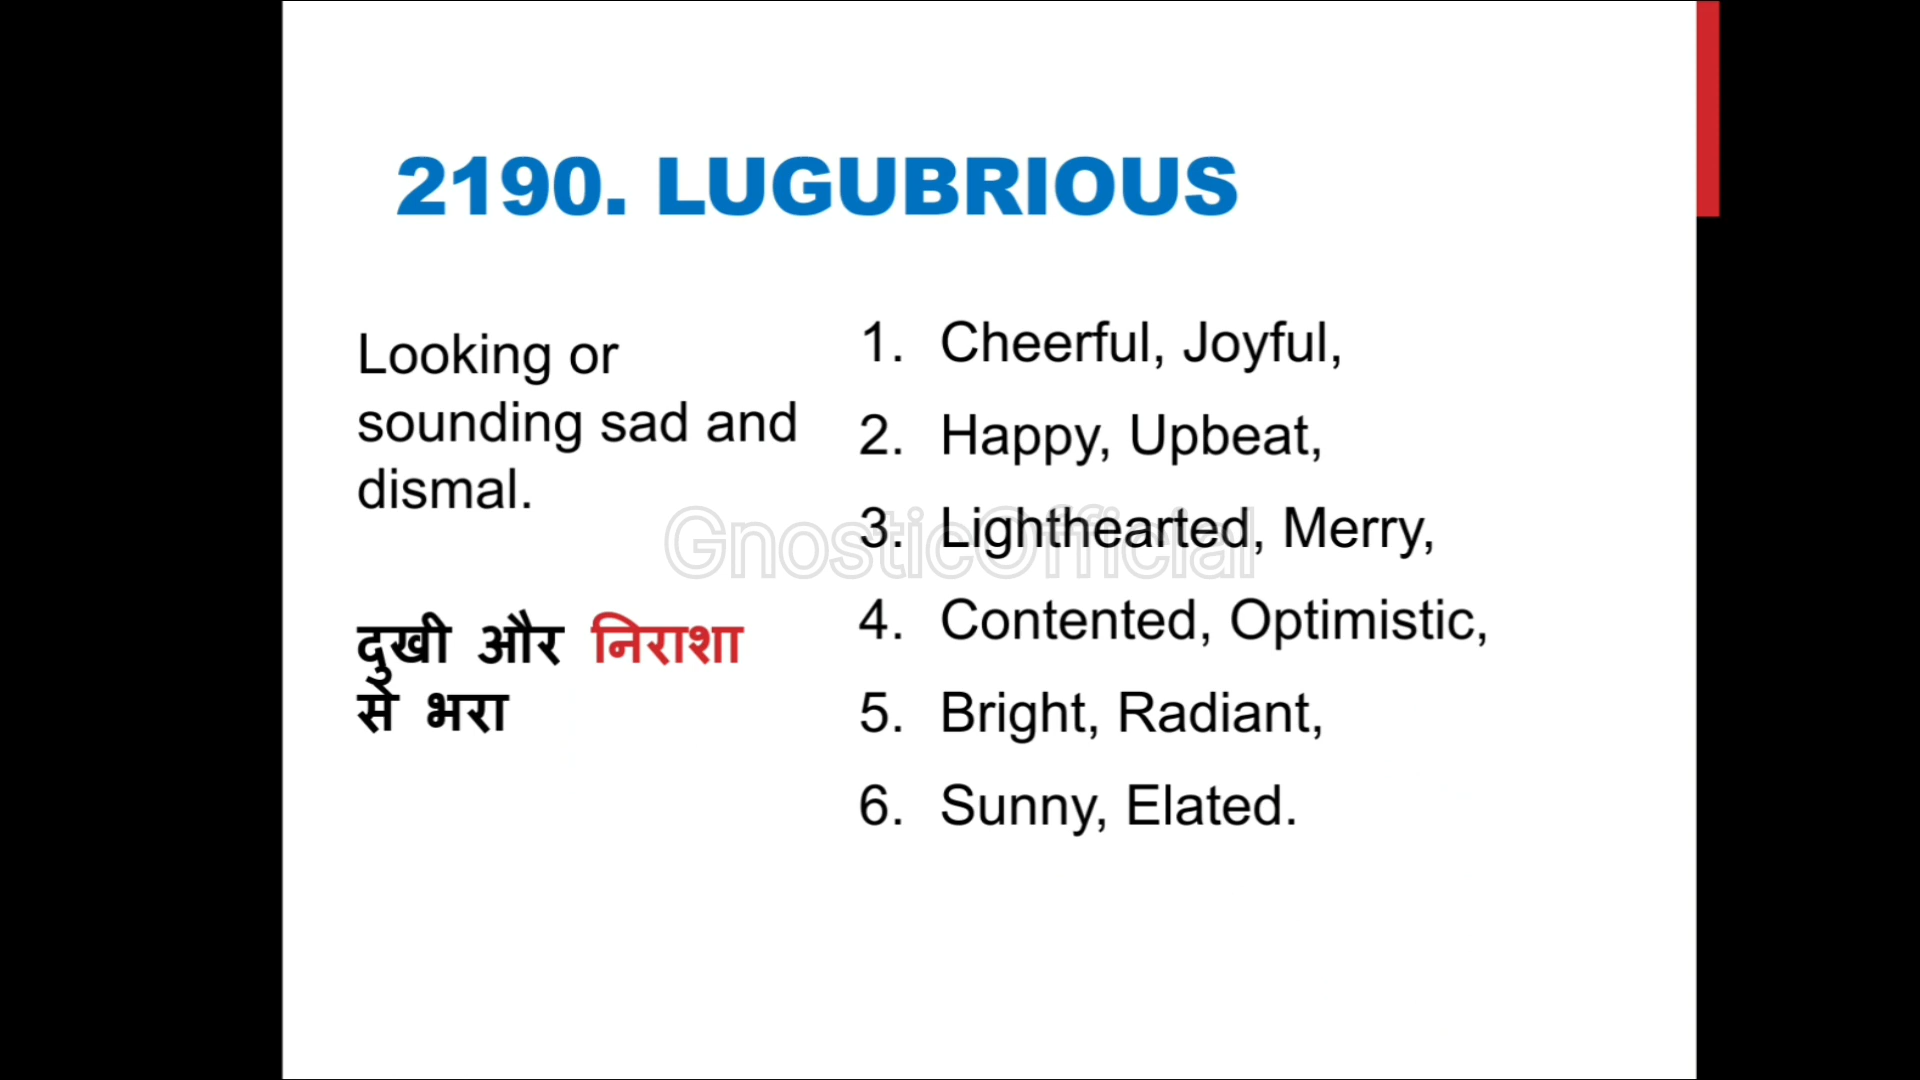 2190. LUGUBRIOUS
Looking or
sounding sad and
dismal.
दुखी और निराशा
से भरा
1. Cheerful, Joyful,
2. Happy, Upbeat,
3. Lighthearted, Merry,
4. Contented, Optimistic,
5. Bright, Radiant,
6. Sunny, Elated.
GnosticOfficial